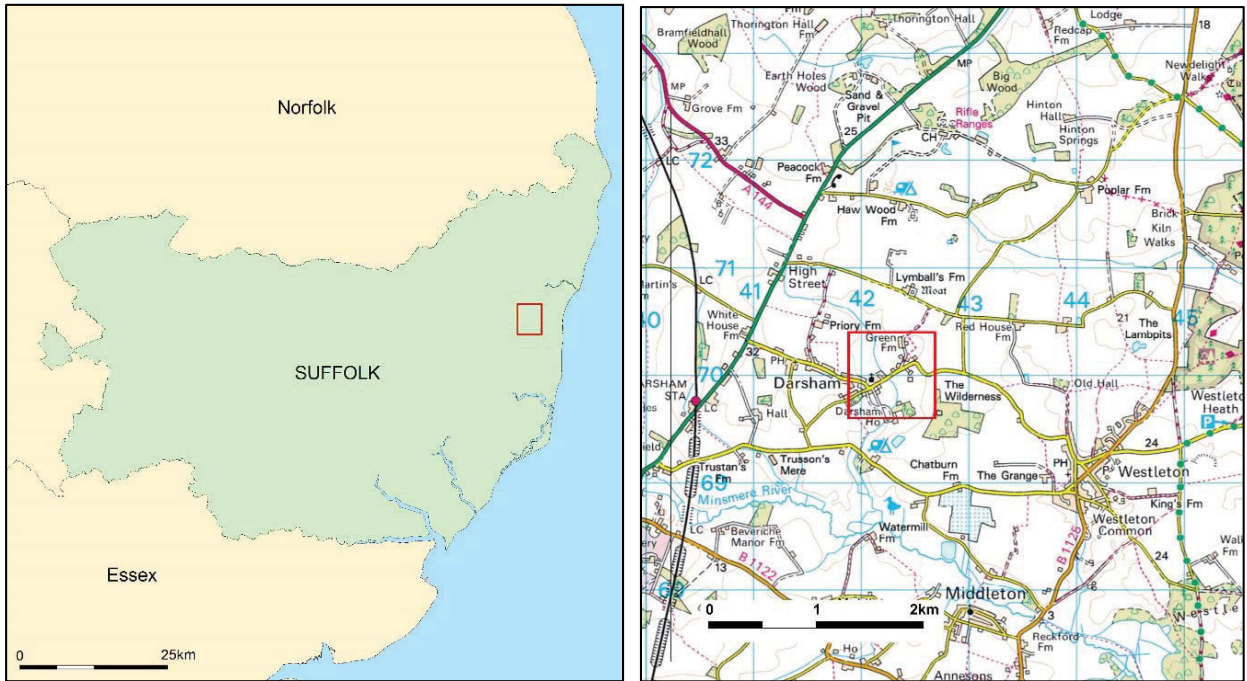 Norfolk
SUFFOLK
Essex
0
25km
Bramfieldhall
Wood
Thorington Hall
Fm
Thorington Hall
Lodge
Redcap Fm
18
MP
Earth Holes
Wood
MP
Newdelight
Walks
Grove Fm
Sand &
Gravel
Pit
Big
Wood
Rifle
Ranges
Hinton
Hall
Hinton
Springs
33
25
CH
LC
72
Peacock
Fm
A 144
Poplar Fm
Haw Wood
Fm
Brick
Kiln
Walks
71
High
Street
LC
Lymball's Fm
Moat
41
42
43
44
45
40
White
House Fm
Priory Fm
Red House Fm
21
The
Lambpits
Green
Fm
32
PH
70
Darsham
The
Wilderness
Old Hall
STA
LC
Hall
Darsham
Ho
Westleton
Heath
P
24
Trustan's
Fm
Trusson's
Mere
Chatburn
Fm
The Grange
PH
Westleton
69
Minsmere River
King's Fm
Watermill
Fm
Westleton
Common
LC
Beveriche
Manor Fm
B 1122
13
B 1125
24
Fm
0
1
2km
Middleton
3
Reckford
Fm
Ho
Annesons